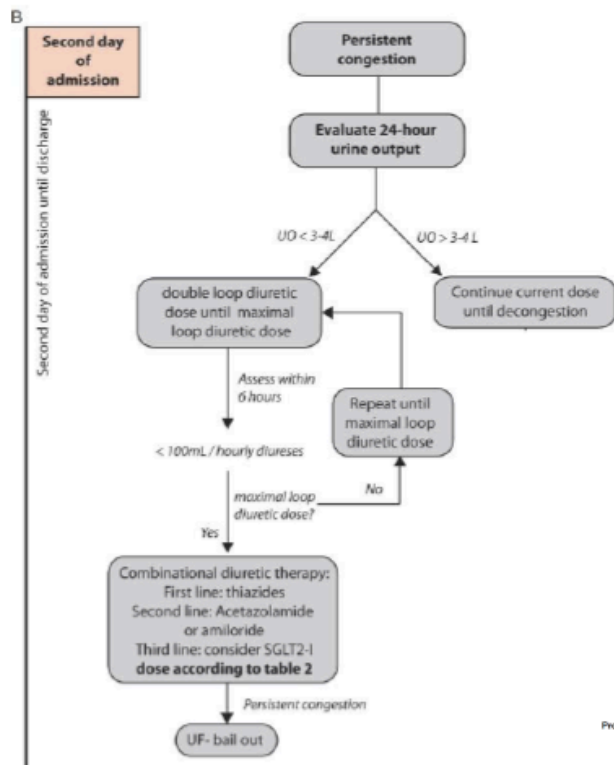 B
Second day
of
admission
Second day of admission until discharge
Persistent
congestion
Evaluate 24-hour
urine output
UO < 3-4L
UO > 3-4 L
double loop diuretic
dose until maximal
loop diuretic dose
Continue current dose
until decongestion
Assess within
6 hours
Repeat until
maximal loop
diuretic dose
< 100mL / hourly diureses
No
maximal loop
diuretic dose?
Yes
Combinational diuretic therapy:
First line: thiazides
Second line: Acetazolamide
or amiloride
Third line: consider SGLT2-I
dose according to table 2
Persistent congestion
UF- bail out